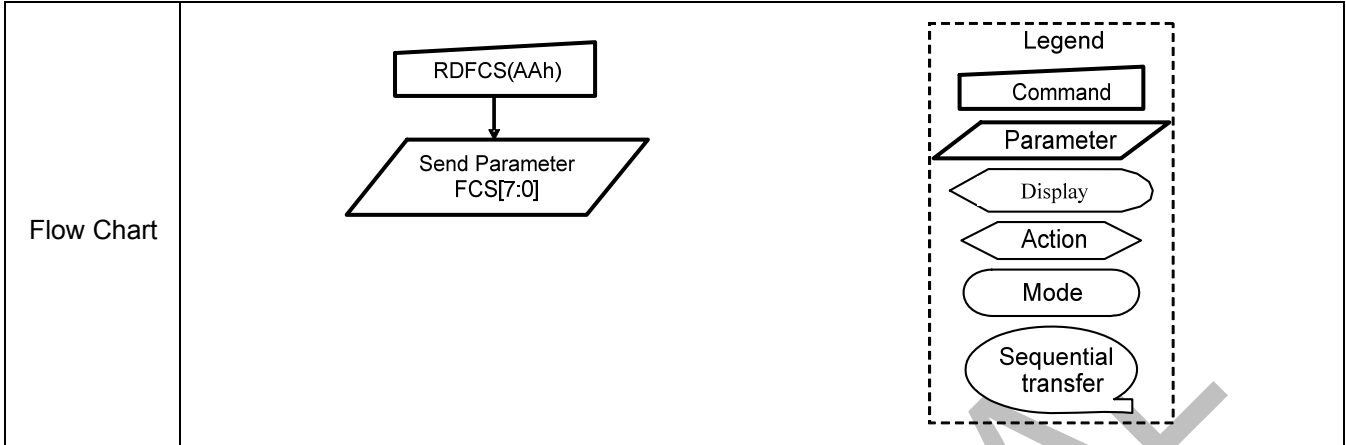 Flow Chart
RDFCS(AAh)
Send Parameter
FCS[7:0]
Legend
Command
Parameter
Display
Action
Mode
Sequential
transfer